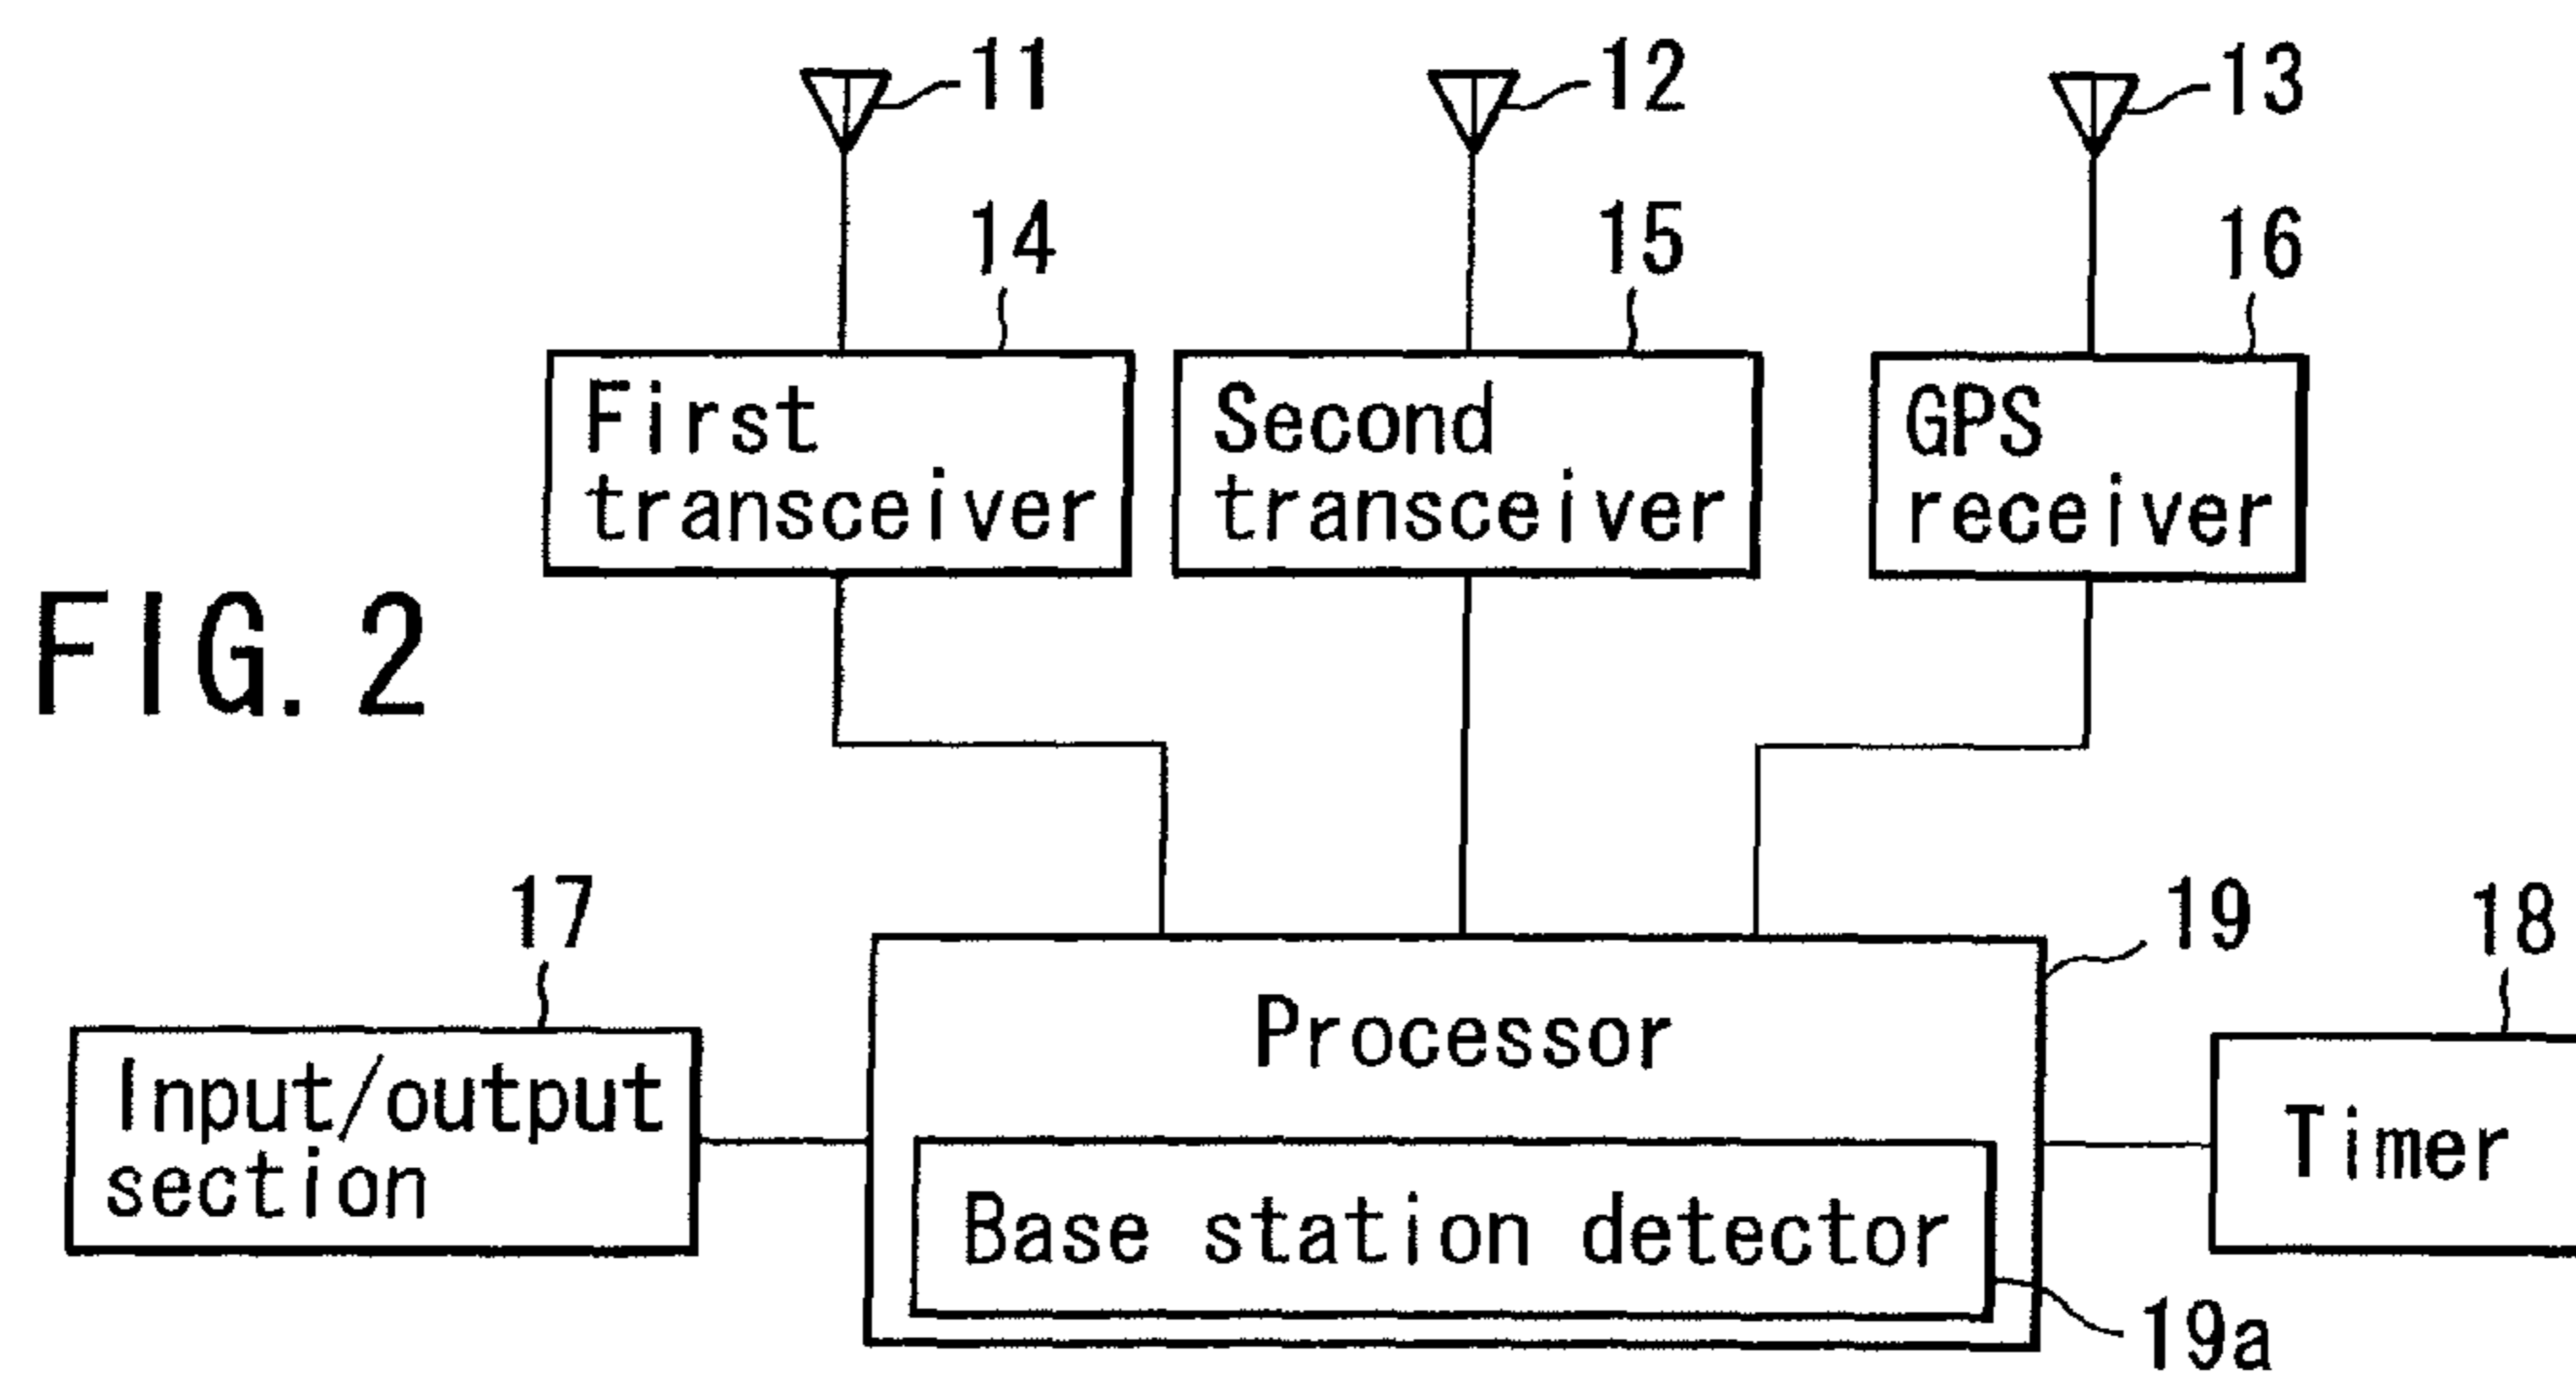 11
12
13
14
15
16
First
transceiver
Second
transceiver
GPS
receiver
FIG. 2
17
19
18
Input/output
section
Processor
Timer
Base station detector
19a